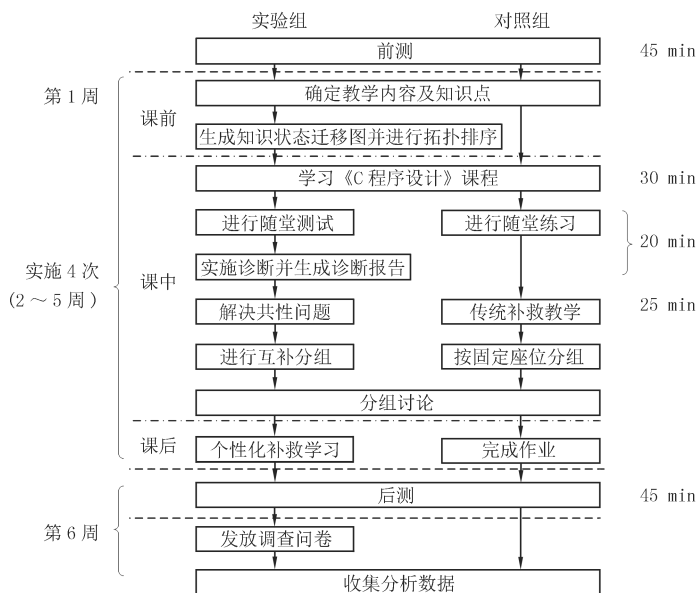 实验组 对照组
前测 45 min
第1周
确定教学内容及知识点
课前
生成知识状态迁移图并进行拓扑排序
学习《C程序设计》课程 30 min
进行随堂测试 进行随堂练习
20 min
实施4次
(2～5周)
课中
实施诊断并生成诊断报告
解决共性问题 传统补救教学 25 min
进行互补分组 按固定座位分组
分组讨论
课后 个性化补救学习 完成作业
后测 45 min
第6周
发放调查问卷
收集分析数据